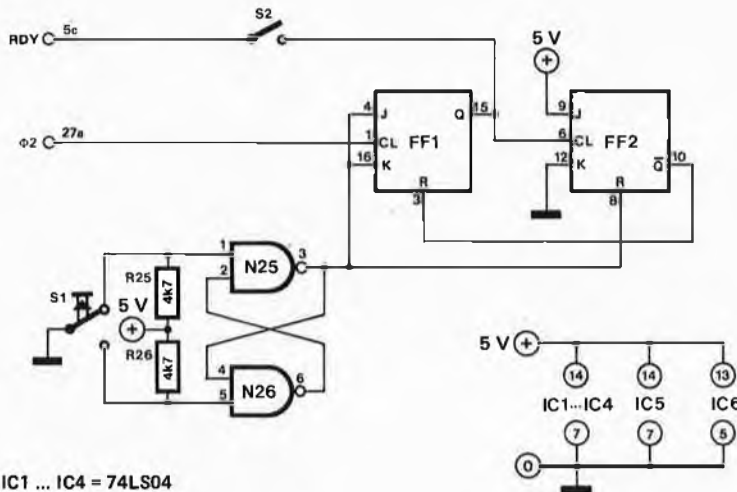 S2
RDY 5c
5 V
4 J Q 15
9 J
Φ2 27a
1 CL FF1
6 CL FF2
16 K
12 K Q̅ 10
R
3
R
8
1
2
N25
3
R25
4k7
S1
5 V
R26
4k7
4
5
N26
6
5 V
14
14
13
IC1...IC4
IC5
IC6
7
7
5
0
IC1 ... IC4 = 74LS04